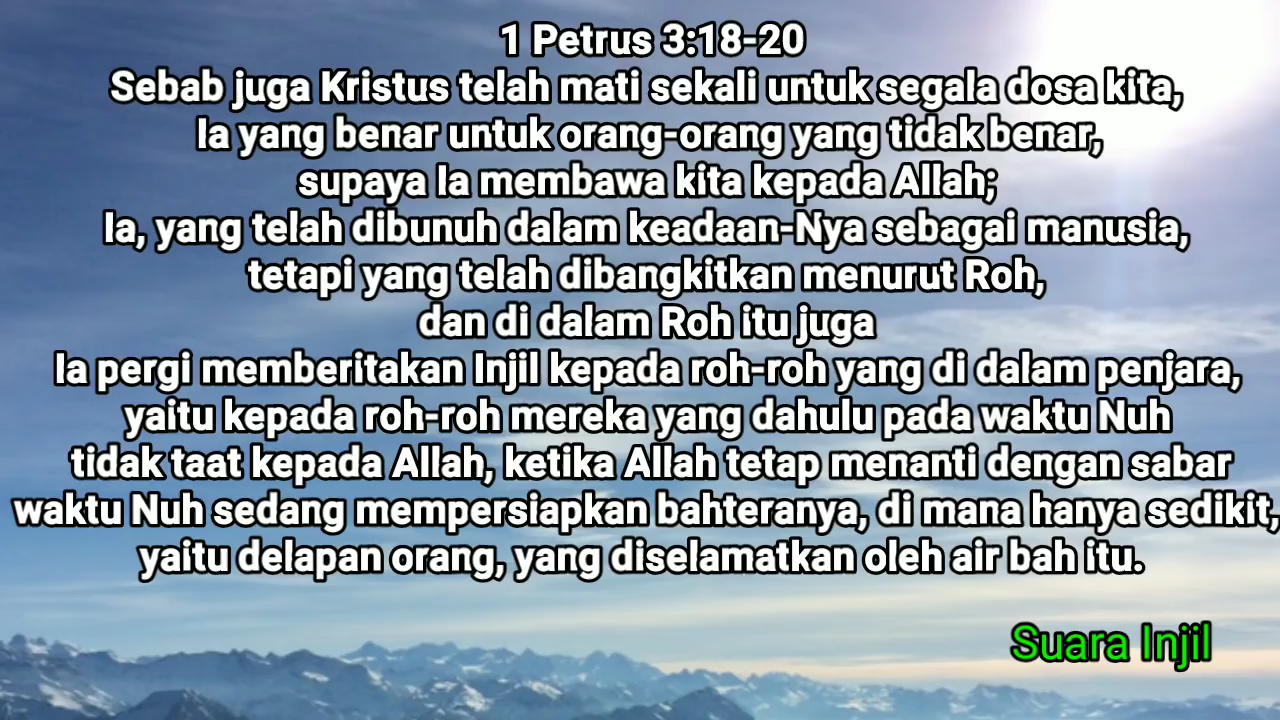 1 Petrus 3:18-20
Sebab juga Kristus telah mati sekali untuk segala dosa kita,
Ia yang benar untuk orang-orang yang tidak benar,
supaya Ia membawa kita kepada Allah;
Ia, yang telah dibunuh dalam keadaan-Nya sebagai manusia,
tetapi yang telah dibangkitkan menurut Roh,
dan di dalam Roh itu juga
Ia pergi memberitakan Injil kepada roh-roh yang di dalam penjara,
yaitu kepada roh-roh mereka yang dahulu pada waktu Nuh
tidak taat kepada Allah, ketika Allah tetap menanti dengan sabar
waktu Nuh sedang mempersiapkan bahteranya, di mana hanya sedikit,
yaitu delapan orang, yang diselamatkan oleh air bah itu.
Suara Injil